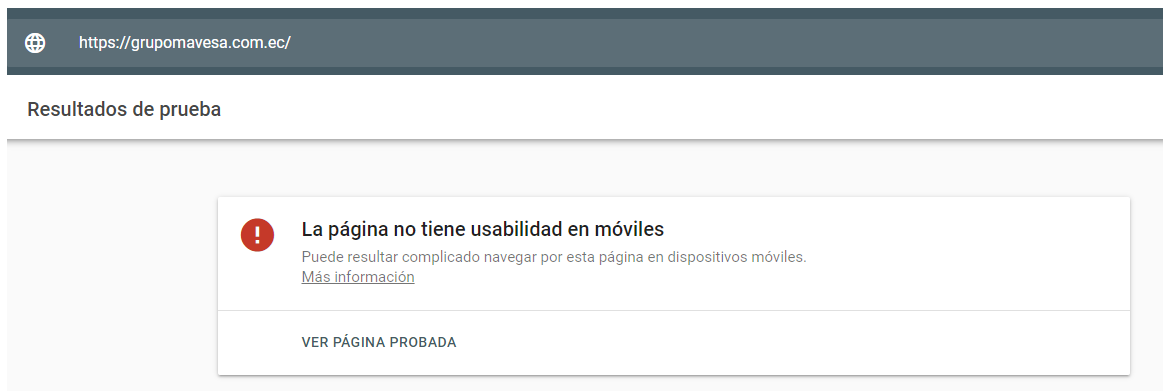 https://grupomavesa.com.ec/
Resultados de prueba
La página no tiene usabilidad en móviles
Puede resultar complicado navegar por esta página en dispositivos móviles.
Más información
VER PÁGINA PROBADA